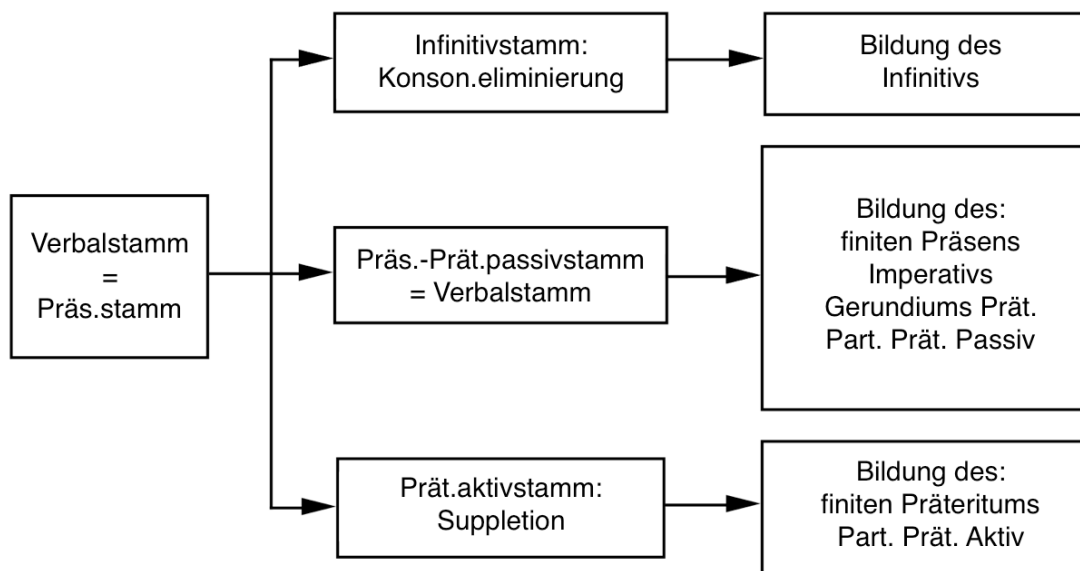 Verbalstamm
=
Präs.stamm
Infinitivstamm:
Konson.eliminierung
Bildung des
Infinitivs
Präs.-Prät.passivstamm
= Verbalstamm
Bildung des:
finiten Präsens
Imperativs
Gerundiums Prät.
Part. Prät. Passiv
Prät.aktivstamm:
Suppletion
Bildung des:
finiten Präteritums
Part. Prät. Aktiv